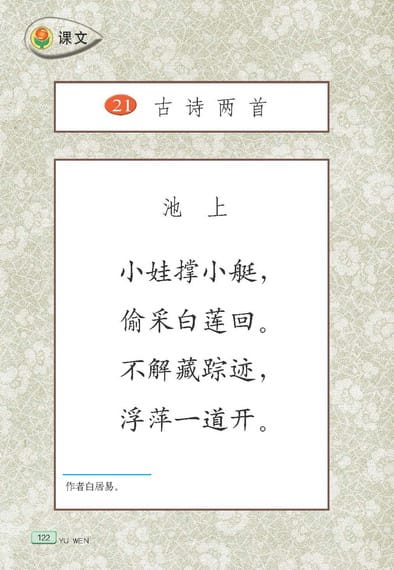 课文
21 古诗两首
池 上
小娃撑小艇，
偷采白莲回。
不解藏踪迹，
浮萍一道开。
作者白居易。
122 YU WEN